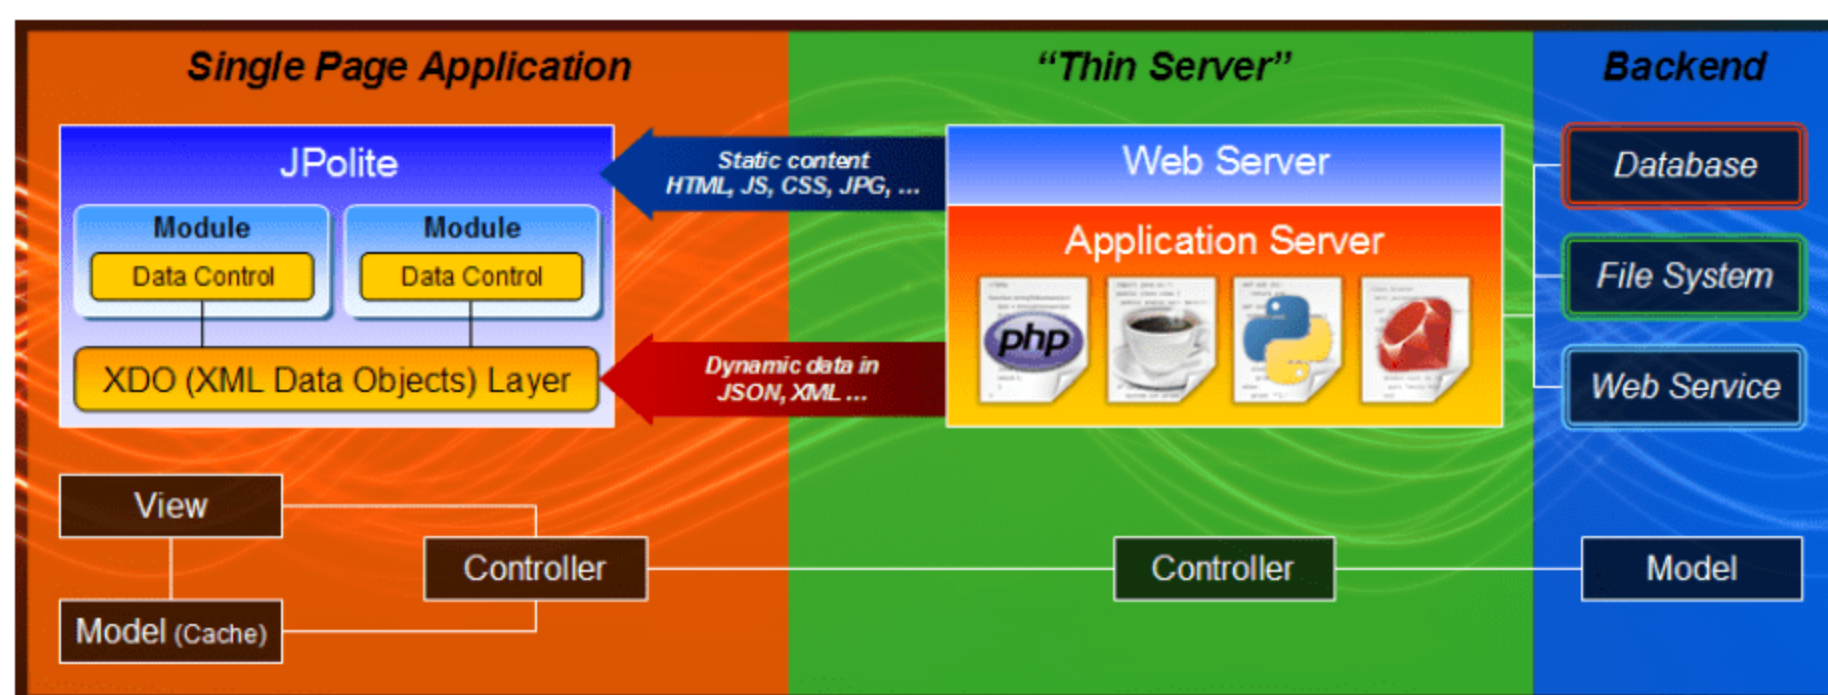 Single Page Application
“Thin Server”
Backend
JPolite
Module
Data Control
Module
Data Control
XDO (XML Data Objects) Layer
Static content
HTML, JS, CSS, JPG, ...
Dynamic data in
JSON, XML ...
Web Server
Application Server
php
Database
File System
Web Service
View
Model (Cache)
Controller
Controller
Model